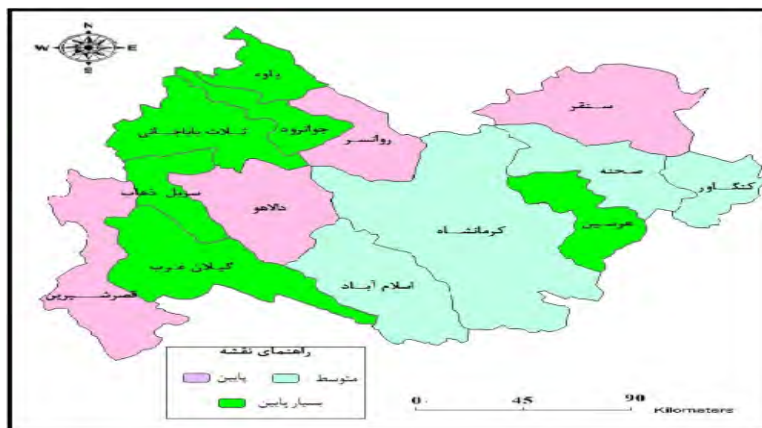 N
W E
S
پاوه
سنقر
جوانرود
ثلاث باباجانی
روانسر
صحنه
کنگاور
سرپل ذهاب
دالاهو
هرسین
کرمانشاه
گیلان غرب
اسلام آباد
قصرشیرین
راهنمای نقشه
متوسط پایین
بسیار پایین
0 45 90
Kilometers